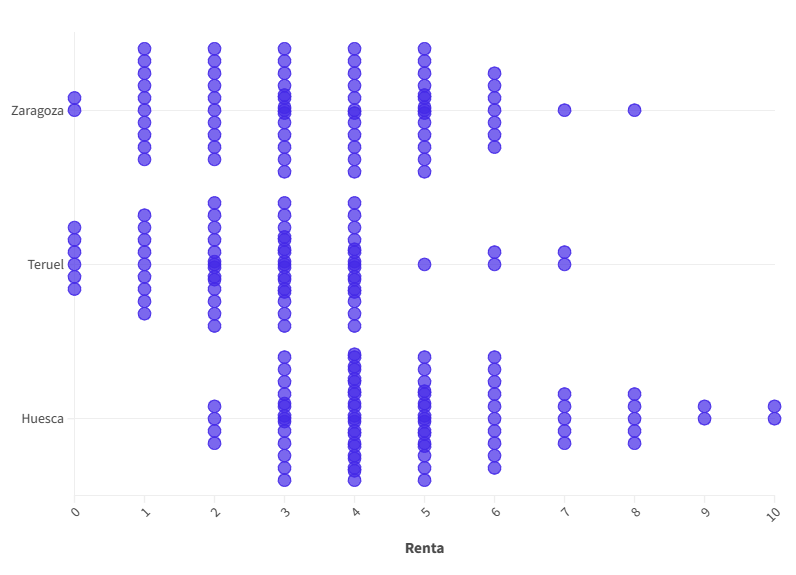 Zaragoza
Teruel
Huesca
0 1 2 3 4 5 6 7 8 9 10
Renta